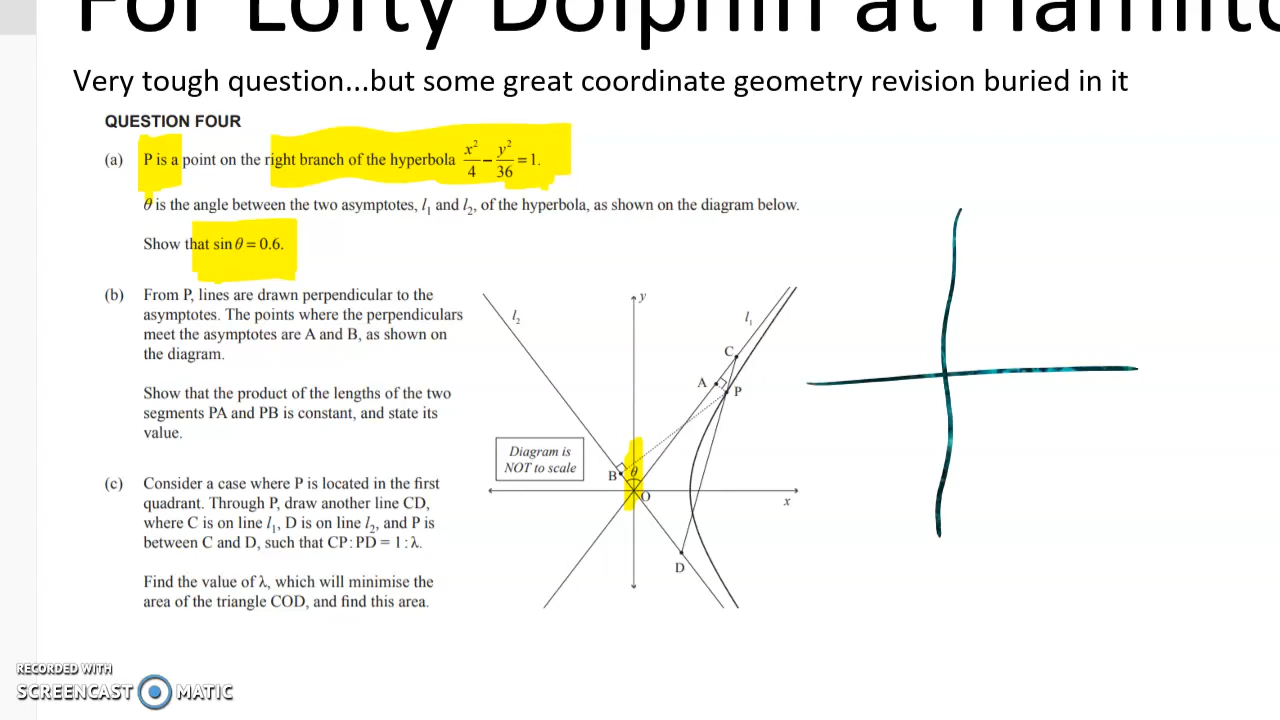 For Lofty Dolphin at Hamilto
Very tough question...but some great coordinate geometry revision buried in it
QUESTION FOUR
(a) P is a point on the right branch of the hyperbola x²/4 − y²/36 = 1.
θ is the angle between the two asymptotes, l₁ and l₂, of the hyperbola, as shown on the diagram below.
Show that sin θ = 0.6.
(b) From P, lines are drawn perpendicular to the
asymptotes. The points where the perpendiculars
meet the asymptotes are A and B, as shown on
the diagram.
Show that the product of the lengths of the two
segments PA and PB is constant, and state its
value.
(c) Consider a case where P is located in the first
quadrant. Through P, draw another line CD,
where C is on line l₁, D is on line l₂, and P is
between C and D, such that CP : PD = 1 : λ.
Find the value of λ, which will minimise the
area of the triangle COD, and find this area.
y
l₂
l₁
C
A
P
Diagram is
NOT to scale
B
θ
O
x
D
RECORDED WITH
SCREENCAST MATIC